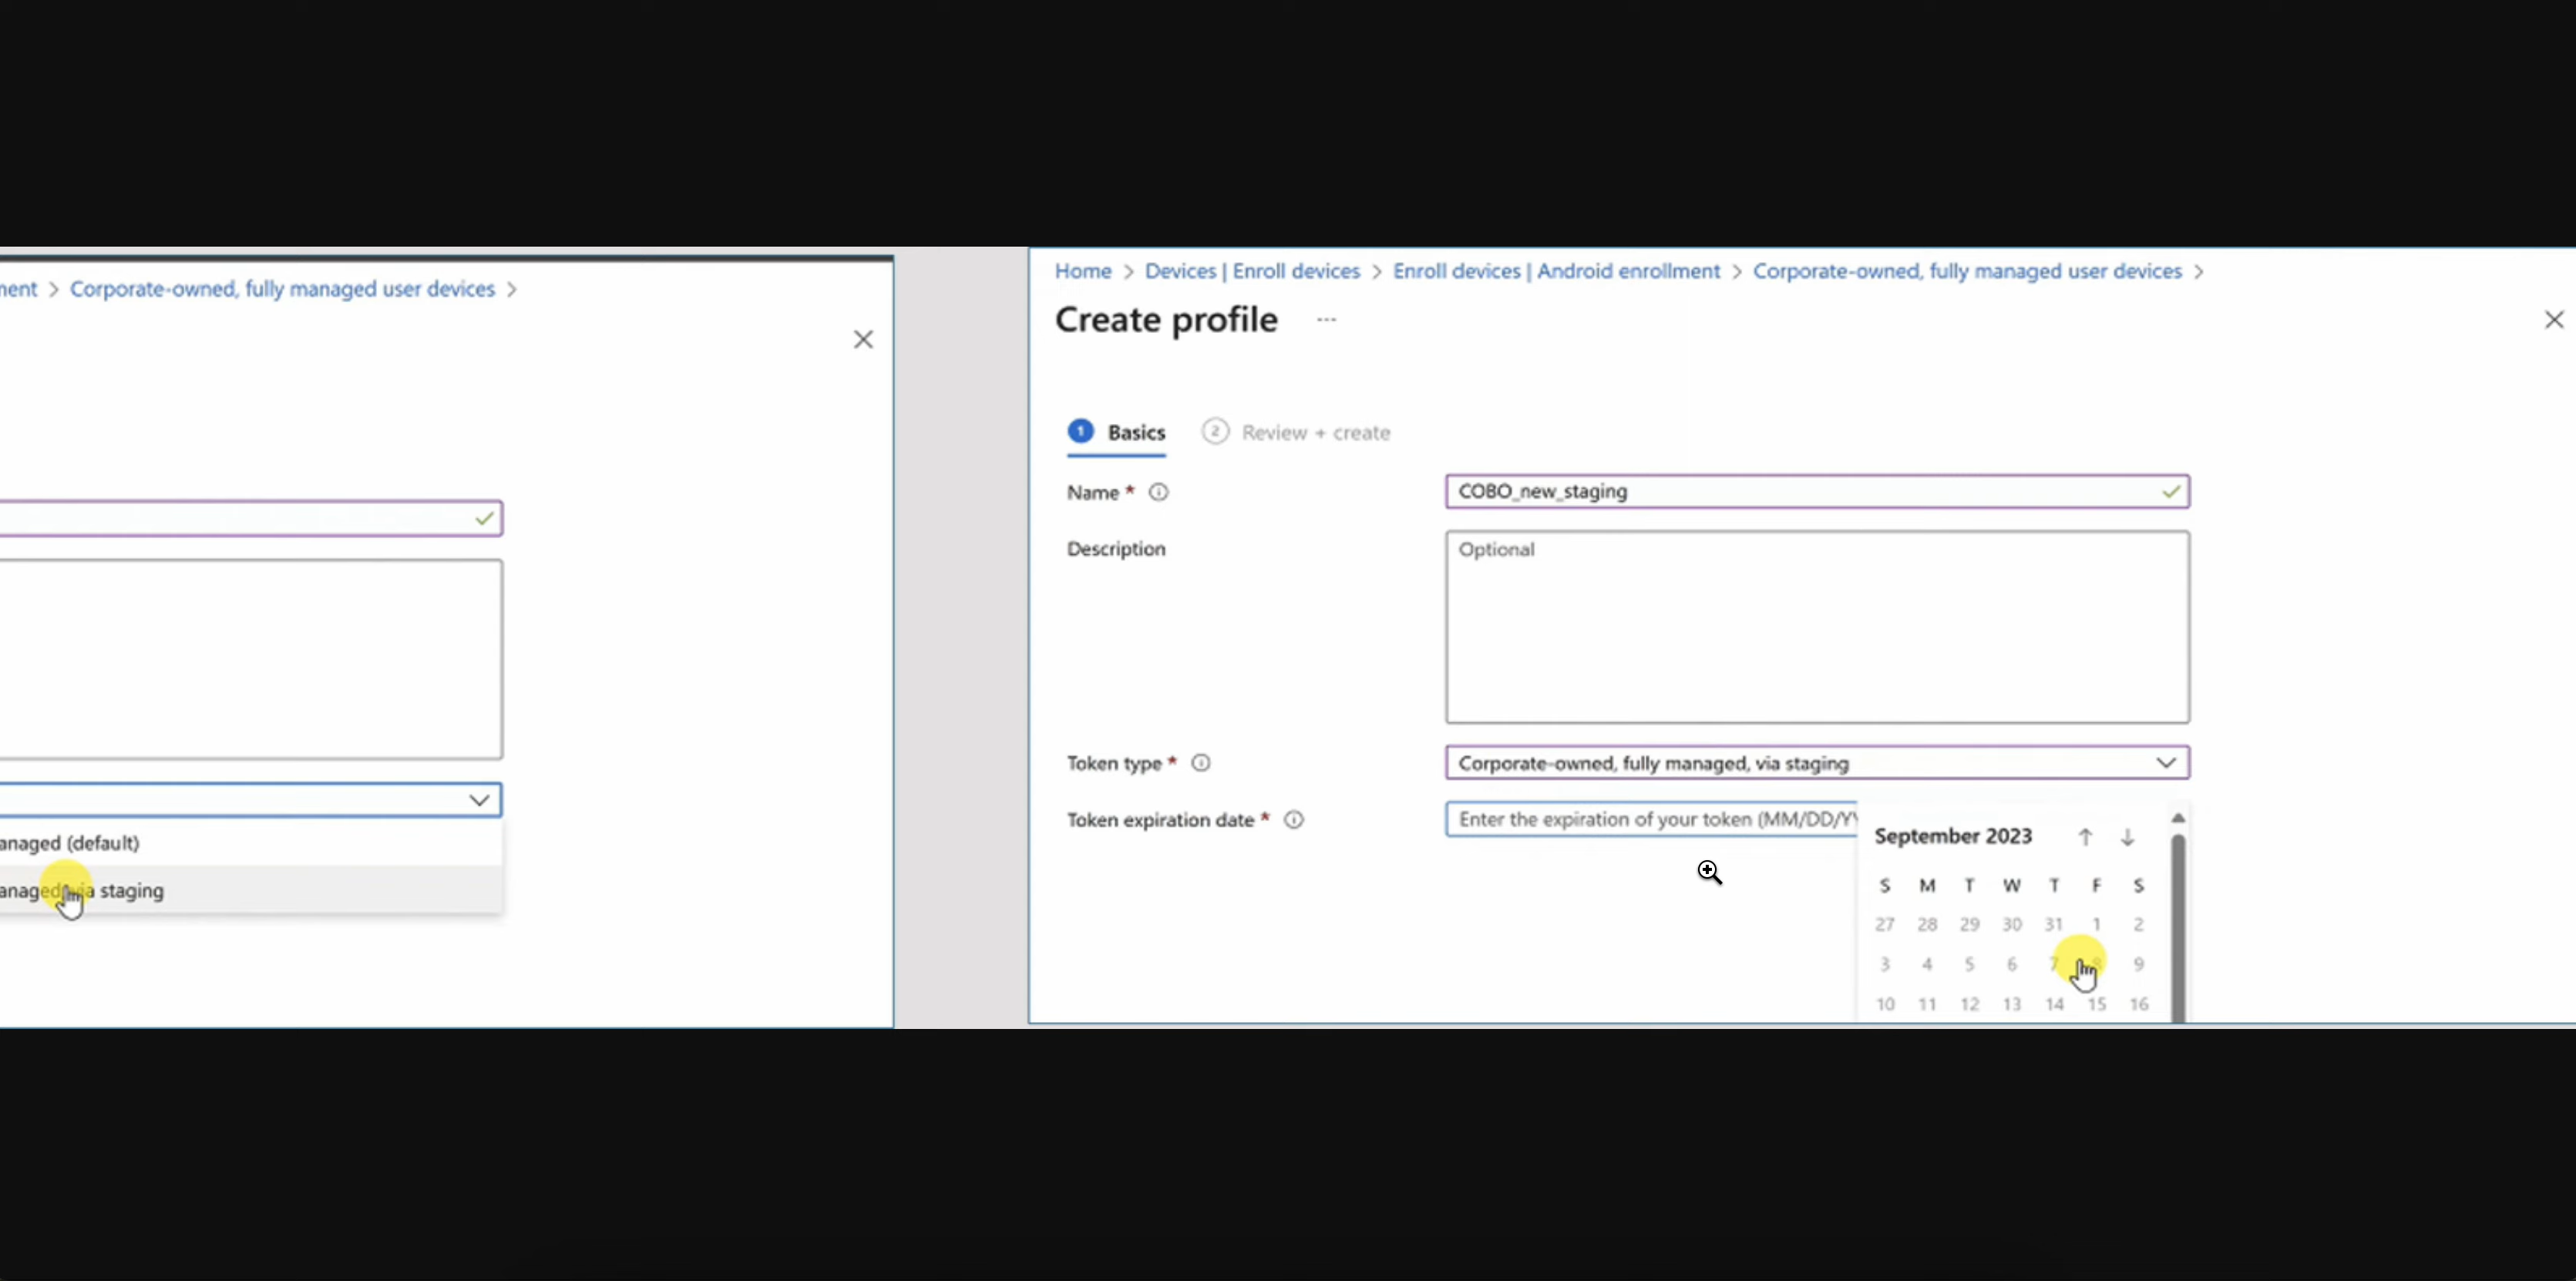 Corporate-owned, fully managed user devices >
(default)
staging
Home > Devices | Enroll devices > Enroll devices | Android enrollment > Corporate-owned, fully managed user devices >
Create profile ...
1 Basics 2 Review + create
Name * COBO_new_staging
Description Optional
Token type * Corporate-owned, fully managed, via staging
Token expiration date * Enter the expiration of your token (MM/DD/YY
September 2023
S M T W T F S
27 28 29 30 31 1 2
3 4 5 6 7 8 9
10 11 12 13 14 15 16